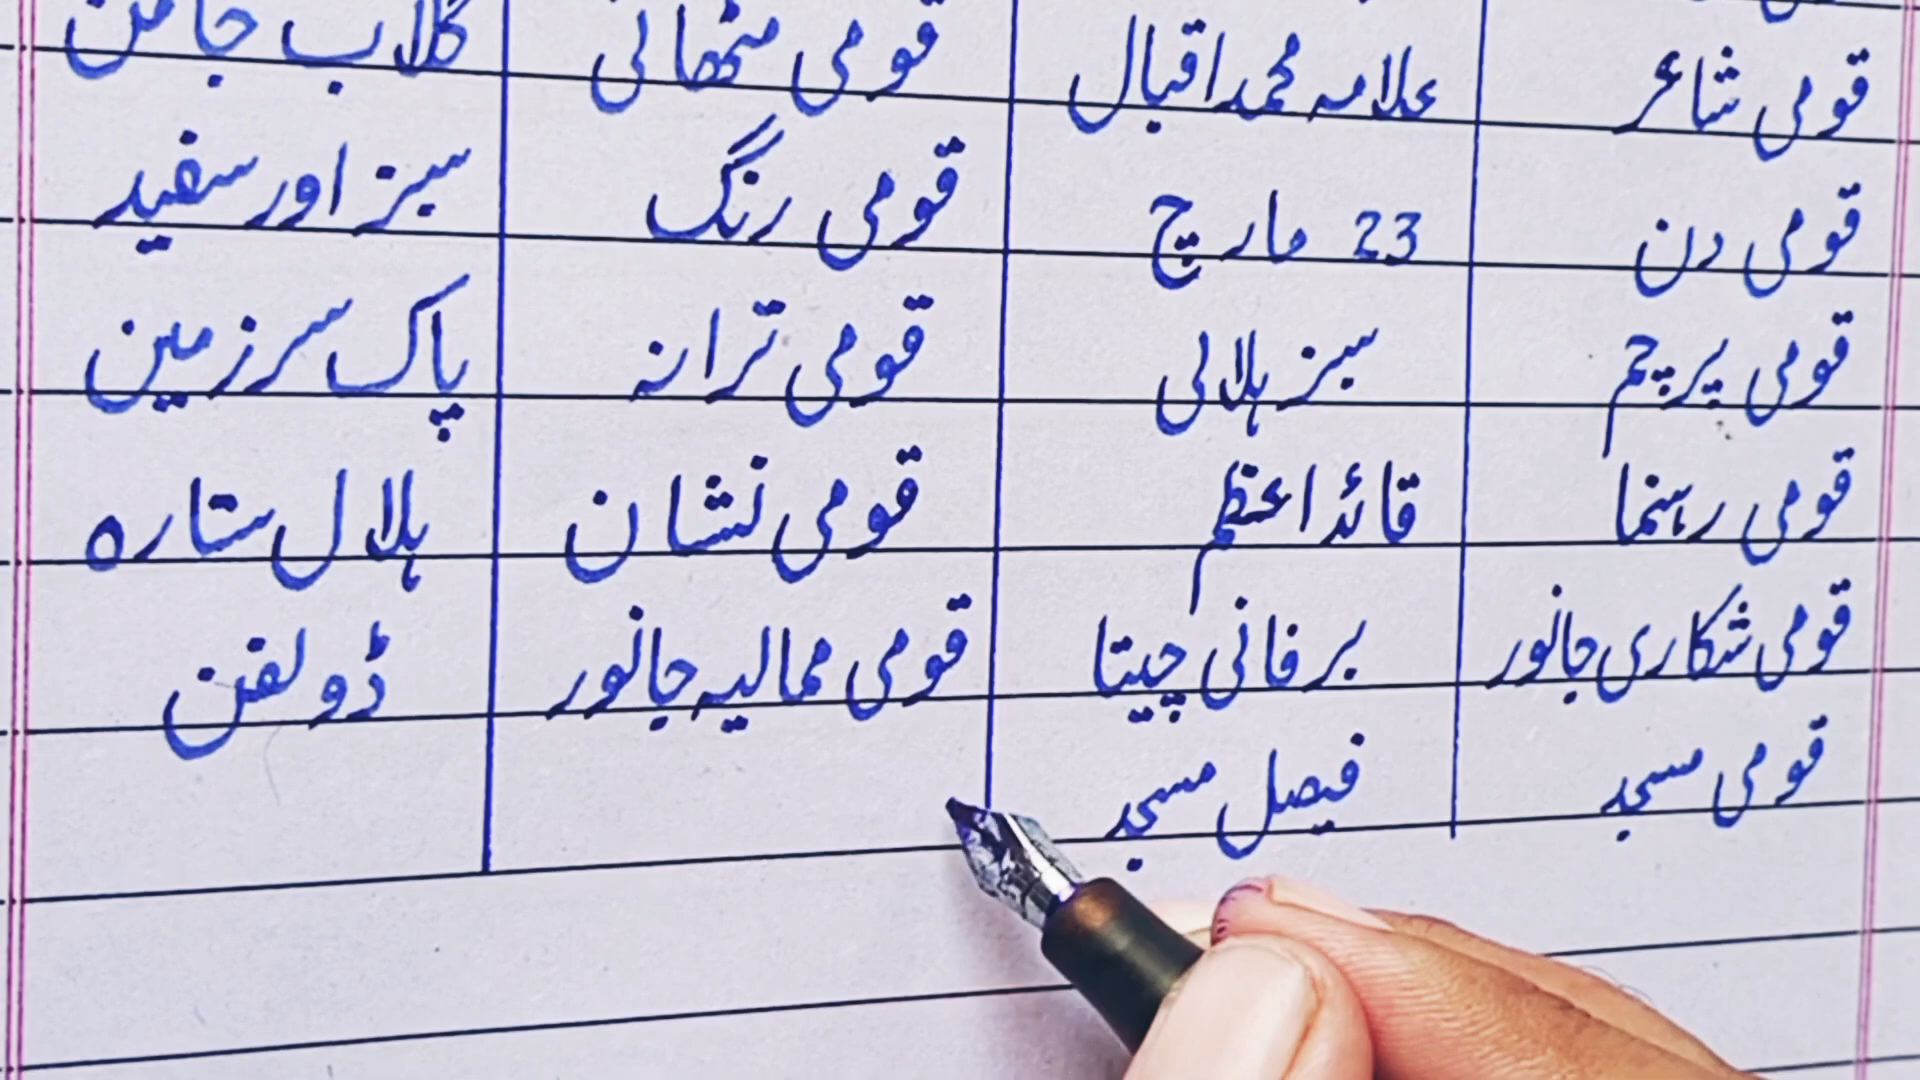 قومی شاعر علامہ محمد اقبال قومی مٹھائی گلاب جامن
قومی دن 23 مارچ قومی رنگ سبز اور سفید
قومی پرچم سبز ہلالی قومی ترانہ پاک سرزمین
قومی رہنما قائد اعظم قومی نشان ہلال ستارہ
قومی شکاری جانور برفانی چیتا قومی ممالیہ جانور ڈولفن
قومی مسجد فیصل مسجد